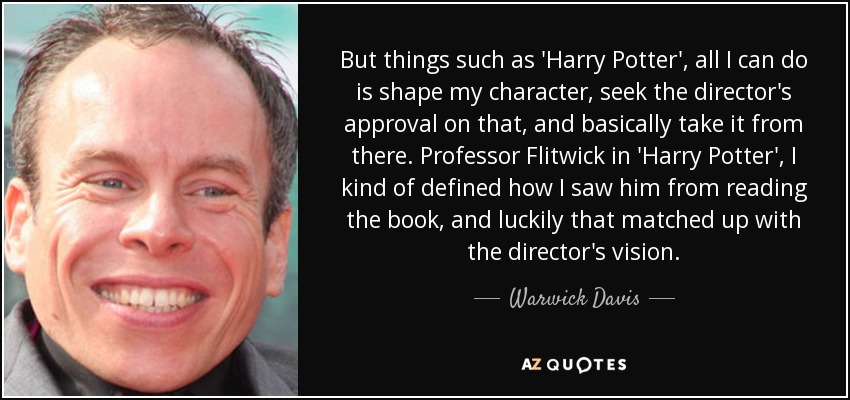 But things such as 'Harry Potter', all I can do
is shape my character, seek the director's
approval on that, and basically take it from
there. Professor Flitwick in 'Harry Potter', I
kind of defined how I saw him from reading
the book, and luckily that matched up with
the director's vision.
Warwick Davis
AZ QUOTES